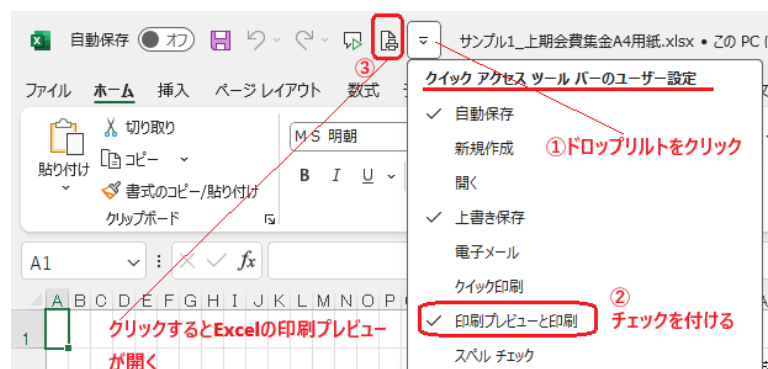 自動保存 オフ サンプル1_上期会費集金A4用紙.xlsx • この PC
③
ファイル ホーム 挿入 ページ レイアウト 数式
クイック アクセス ツール バーのユーザー設定
✓ 自動保存
新規作成
①ドロップリルトをクリック
開く
✓ 上書き保存
電子メール
クイック印刷
②
✓ 印刷プレビューと印刷
チェックを付ける
スペル チェック
貼り付け
切り取り
コピー
書式のコピー/貼り付け
クリップボード
ＭＳ 明朝
B I U
A1
fx
A B C D E F G H I J K L M N O P
1
クリックするとExcelの印刷プレビュー
が開く